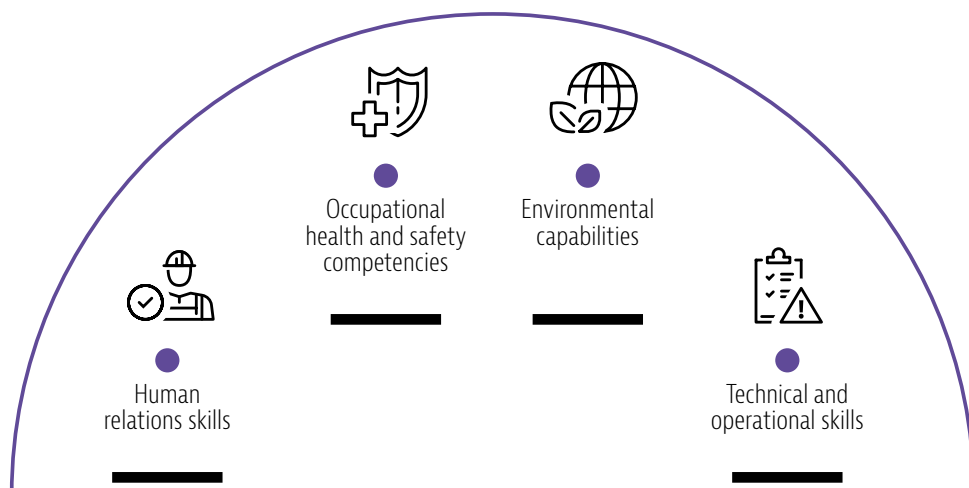 Occupational
health and safety
competencies
Environmental
capabilities
Human
relations skills
Technical and
operational skills